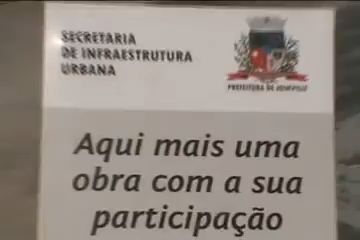 SECRETARIA
DE INFRAESTRUTURA
URBANA
PREFEITURA DE JOINVILLE
Aqui mais uma
obra com a sua
participação